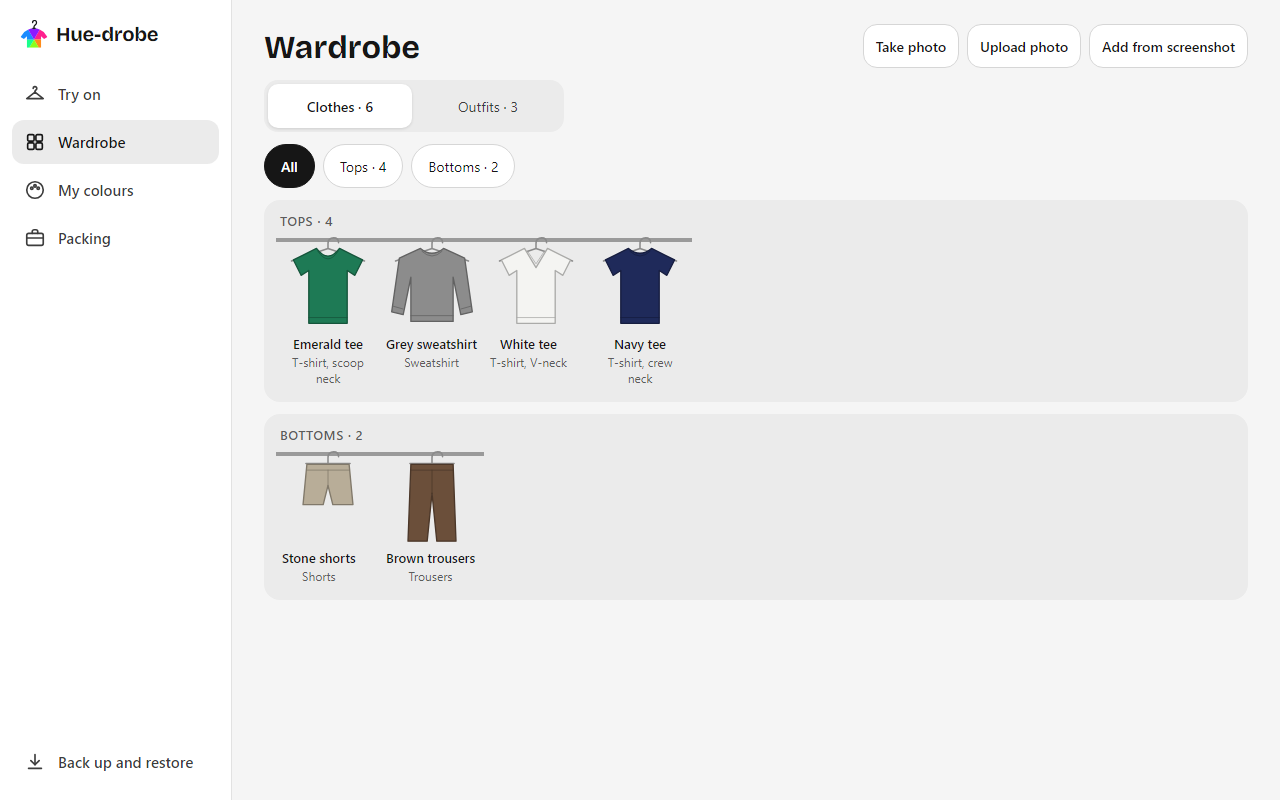 Hue-drobe
Try on
Wardrobe
My colours
Packing
Back up and restore
Wardrobe
Take photo
Upload photo
Add from screenshot
Clothes · 6
Outfits · 3
All
Tops · 4
Bottoms · 2
TOPS · 4
Emerald tee
T-shirt, scoop
neck
Grey sweatshirt
Sweatshirt
White tee
T-shirt, V-neck
Navy tee
T-shirt, crew
neck
BOTTOMS · 2
Stone shorts
Shorts
Brown trousers
Trousers